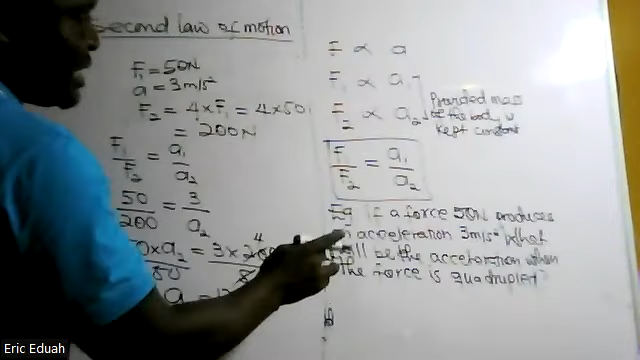 Second law of motion
F₁ = 50N
a = 3m/s²
F₂ = 4×F₁ = 4×50
= 200N
F₁/F₂ = a₁/a₂
50/200 = 3/a₂
F ∝ a
F₁ ∝ a₁
F₂ ∝ a₂
Provided mass
of the body is
kept constant
F/F₂ = a₁/a₂
Eg If a force 50N produces
acceleration 3m/s² what
be the acceleration when
the force is quadrupled
Eric Eduah